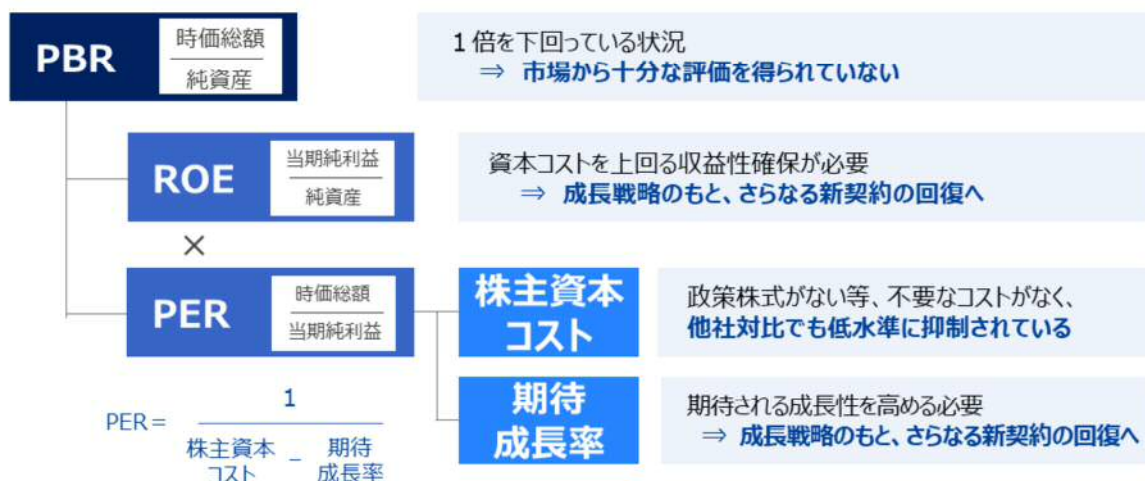 PBR
時価総額
純資産
1倍を下回っている状況
⇒ 市場から十分な評価を得られていない
ROE
当期純利益
純資産
資本コストを上回る収益性確保が必要
⇒ 成長戦略のもと、さらなる新契約の回復へ
×
PER
時価総額
当期純利益
株主資本
コスト
政策株式がない等、不要なコストがなく、
他社対比でも低水準に抑制されている
期待
成長率
期待される成長性を高める必要
⇒ 成長戦略のもと、さらなる新契約の回復へ
PER=
1
株主資本
コスト
−
期待
成長率